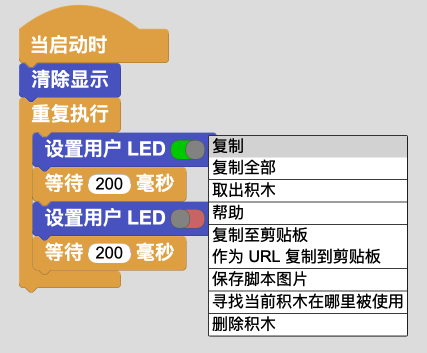 当启动时
清除显示
重复执行
设置用户 LED
等待 200 毫秒
设置用户 LED
等待 200 毫秒
复制
复制全部
取出积木
帮助
复制至剪贴板
作为 URL 复制到剪贴板
保存脚本图片
寻找当前积木在哪里被使用
删除积木